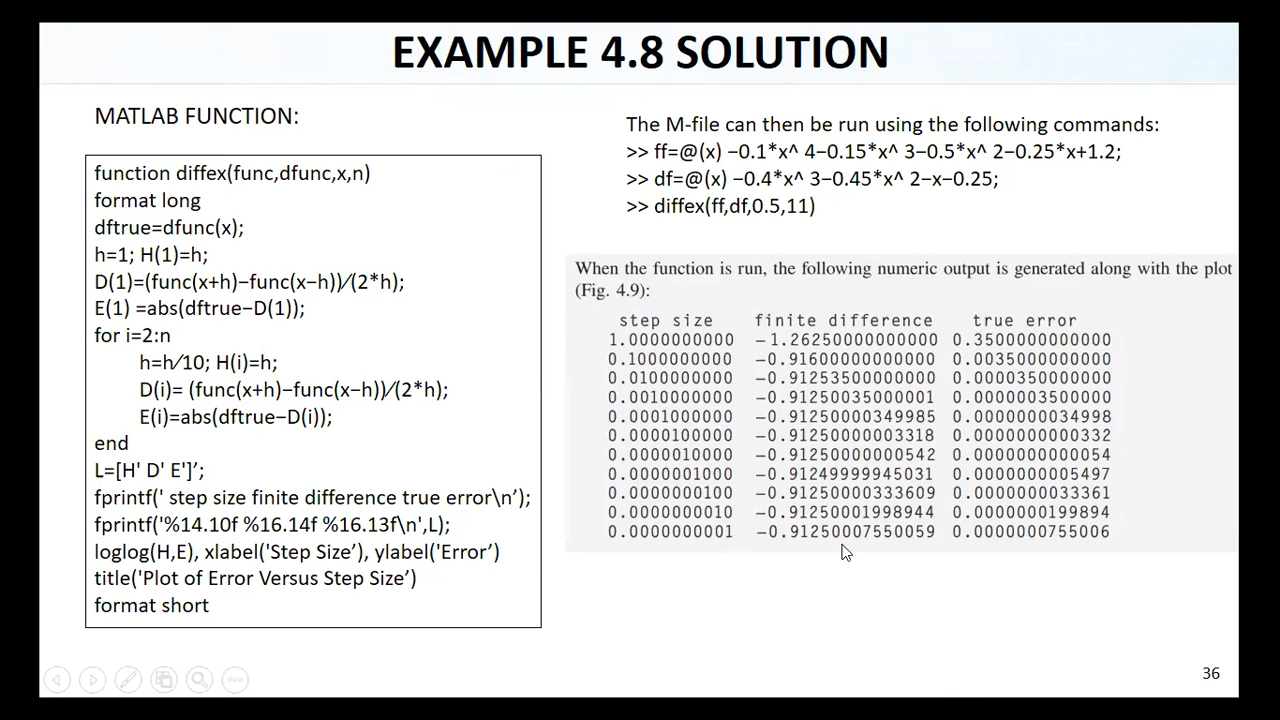 EXAMPLE 4.8 SOLUTION
MATLAB FUNCTION:
function diffex(func,dfunc,x,n)
format long
dftrue=dfunc(x);
h=1; H(1)=h;
D(1)=(func(x+h)−func(x−h))⁄(2*h);
E(1) =abs(dftrue−D(1));
for i=2:n
h=h⁄10; H(i)=h;
D(i)= (func(x+h)−func(x−h))⁄(2*h);
E(i)=abs(dftrue−D(i));
end
L=[H' D' E']’;
fprintf(' step size finite difference true error\n’);
fprintf('%14.10f %16.14f %16.13f\n',L);
loglog(H,E), xlabel('Step Size’), ylabel('Error’)
title('Plot of Error Versus Step Size’)
format short
The M-file can then be run using the following commands:
>> ff=@(x) −0.1*x^ 4−0.15*x^ 3−0.5*x^ 2−0.25*x+1.2;
>> df=@(x) −0.4*x^ 3−0.45*x^ 2−x−0.25;
>> diffex(ff,df,0.5,11)
When the function is run, the following numeric output is generated along with the plot
(Fig. 4.9):
step size finite difference true error
1.0000000000 −1.26250000000000 0.3500000000000
0.1000000000 −0.91600000000000 0.0035000000000
0.0100000000 −0.91253500000000 0.0000350000000
0.0010000000 −0.91250035000001 0.0000003500000
0.0001000000 −0.91250000349985 0.0000000034998
0.0000100000 −0.91250000003318 0.0000000000332
0.0000010000 −0.91250000000542 0.0000000000054
0.0000001000 −0.91249999945031 0.0000000005497
0.0000000100 −0.91250000333609 0.0000000033361
0.0000000010 −0.91250001998944 0.0000000199894
0.0000000001 −0.91250007550059 0.0000000755006
36